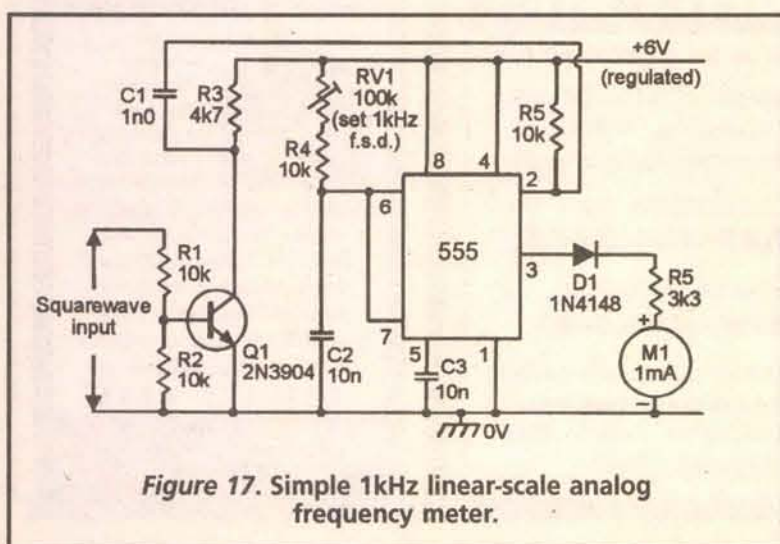 +6V
(regulated)
C1
1n0
R3
4k7
RV1
100k
(set 1kHz
f.s.d.)
R4
10k
R5
10k
8
4
2
6
555
3
7
5
1
D1
1N4148
R5
3k3
+
M1
1mA
–
R1
10k
Squarewave
input
R2
10k
Q1
2N3904
C2
10n
C3
10n
0V
Figure 17. Simple 1kHz linear-scale analog
frequency meter.